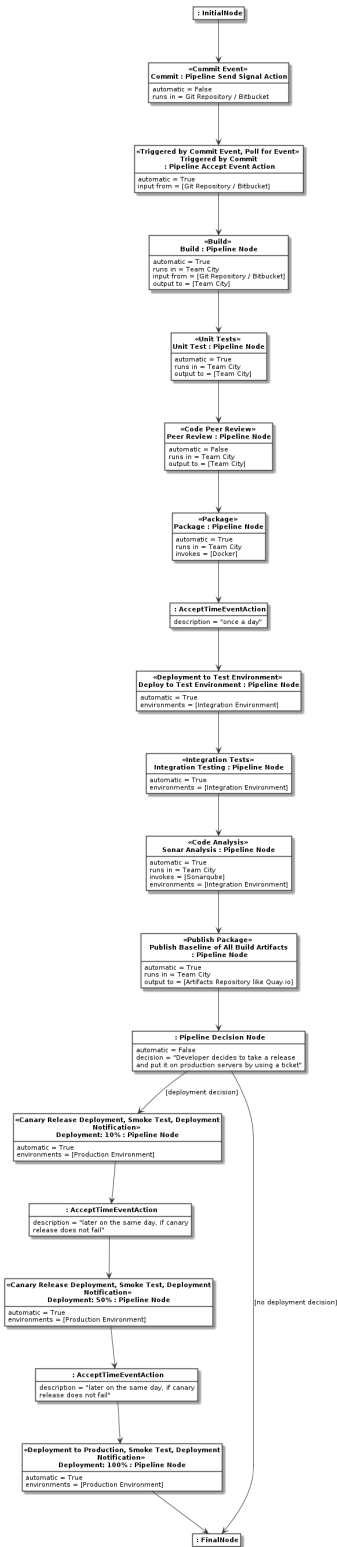 : InitialNode
«Commit Event»
Commit : Pipeline Send Signal Action
automatic = False
runs in = Git Repository / Bitbucket
«Triggered by Commit Event, Poll for Event»
Triggered by Commit
: Pipeline Accept Event Action
automatic = True
input from = [Git Repository / Bitbucket]
«Build»
Build : Pipeline Node
automatic = True
runs in = Team City
input from = [Git Repository / Bitbucket]
output to = [Team City]
«Unit Tests»
Unit Test : Pipeline Node
automatic = True
runs in = Team City
output to = [Team City]
«Code Peer Review»
Peer Review : Pipeline Node
automatic = False
runs in = Team City
output to = [Team City]
«Package»
Package : Pipeline Node
automatic = True
runs in = Team City
invokes = [Docker]
: AcceptTimeEventAction
description = "once a day"
«Deployment to Test Environment»
Deploy to Test Environment : Pipeline Node
automatic = True
environments = [Integration Environment]
«Integration Tests»
Integration Testing : Pipeline Node
automatic = True
environments = [Integration Environment]
«Code Analysis»
Sonar Analysis : Pipeline Node
automatic = True
runs in = Team City
invokes = [Sonarqube]
environments = [Integration Environment]
«Publish Package»
Publish Baseline of All Build Artifacts
: Pipeline Node
automatic = True
runs in = Team City
output to = [Artifacts Repository like Quay.io]
: Pipeline Decision Node
automatic = False
decision = "Developer decides to take a release
and put it on production servers by using a ticket"
[deployment decision]
«Canary Release Deployment, Smoke Test, Deployment
Notification»
Deployment: 10% : Pipeline Node
automatic = True
environments = [Production Environment]
: AcceptTimeEventAction
description = "later on the same day, if canary
release does not fail"
«Canary Release Deployment, Smoke Test, Deployment
Notification»
Deployment: 50% : Pipeline Node
automatic = True
environments = [Production Environment]
[no deployment decision]
: AcceptTimeEventAction
description = "later on the same day, if canary
release does not fail"
«Deployment to Production, Smoke Test, Deployment
Notification»
Deployment: 100% : Pipeline Node
automatic = True
environments = [Production Environment]
: FinalNode